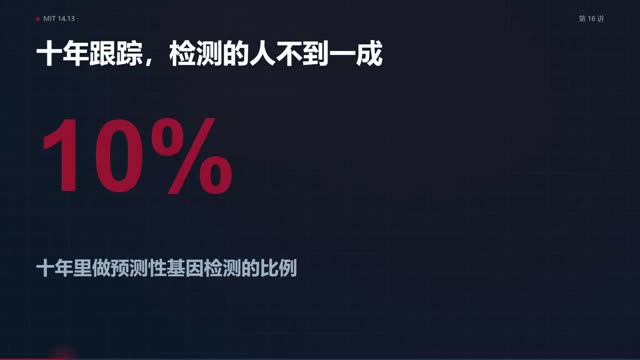 MIT 14.13 ·
第 16 讲
十年跟踪，检测的人不到一成
10%
十年里做预测性基因检测的比例